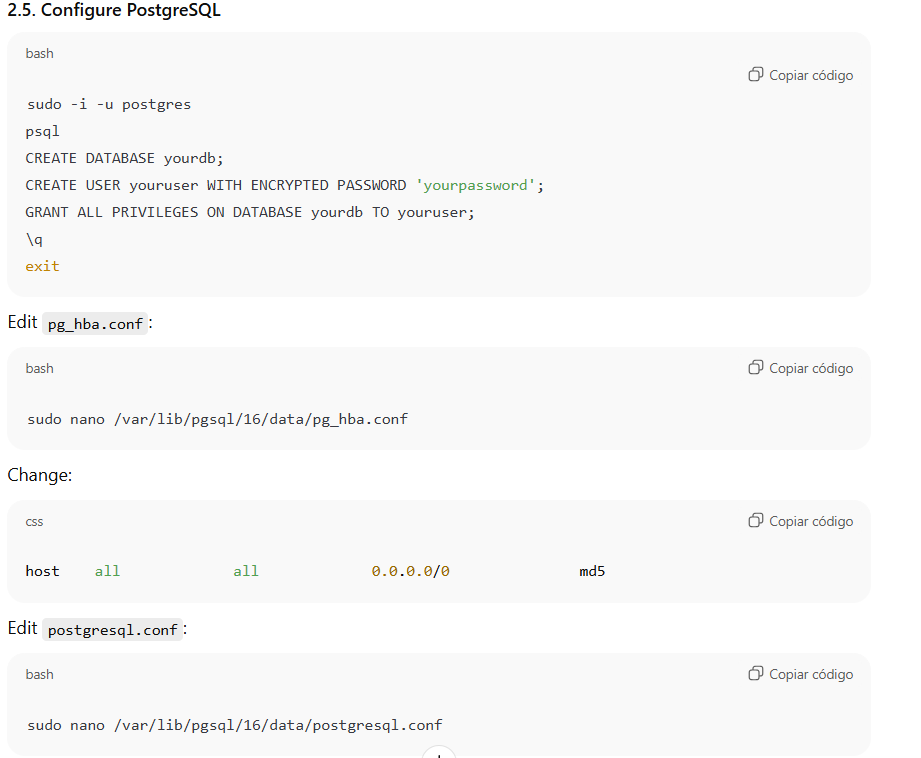 2.5. Configure PostgreSQL
bash
Copiar código
sudo -i -u postgres
psql
CREATE DATABASE yourdb;
CREATE USER youruser WITH ENCRYPTED PASSWORD 'yourpassword';
GRANT ALL PRIVILEGES ON DATABASE yourdb TO youruser;
\q
exit
Edit pg_hba.conf:
bash
Copiar código
sudo nano /var/lib/pgsql/16/data/pg_hba.conf
Change:
css
Copiar código
host    all             all             0.0.0.0/0               md5
Edit postgresql.conf:
bash
Copiar código
sudo nano /var/lib/pgsql/16/data/postgresql.conf